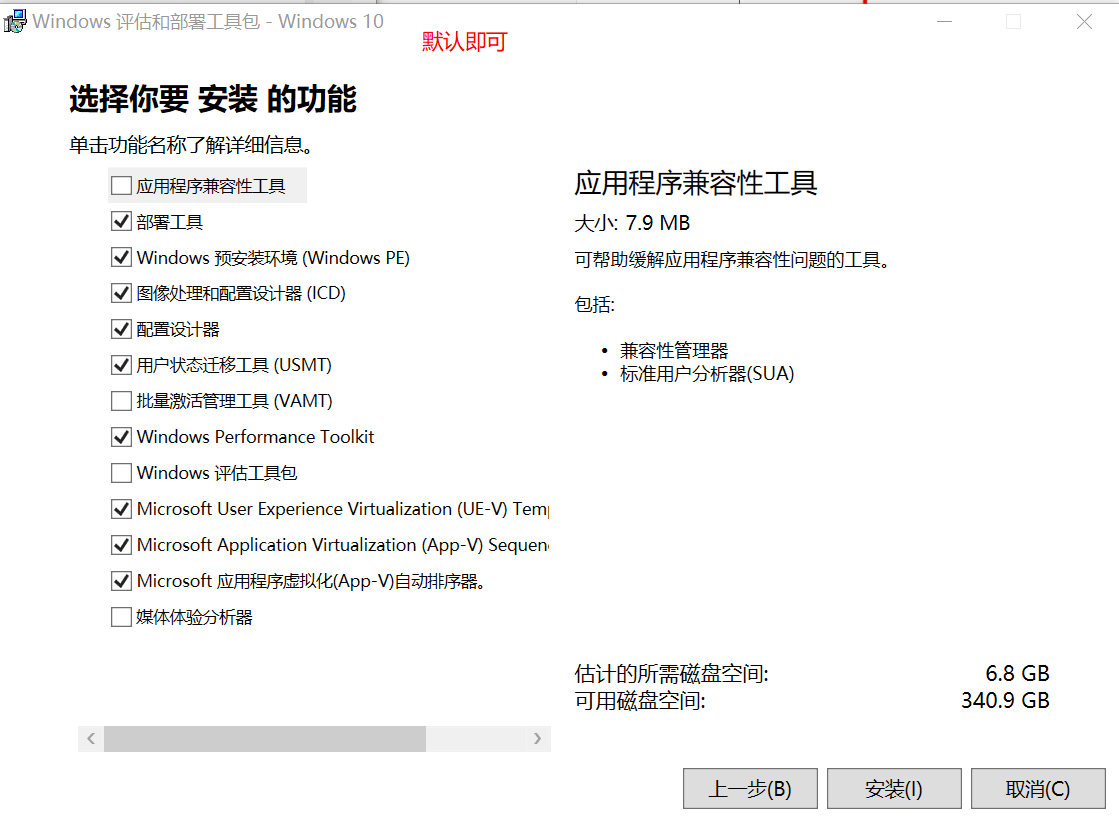 Windows 评估和部署工具包 - Windows 10
默认即可
选择你要 安装 的功能
单击功能名称了解详细信息。
应用程序兼容性工具
部署工具
Windows 预安装环境 (Windows PE)
图像处理和配置设计器 (ICD)
配置设计器
用户状态迁移工具 (USMT)
批量激活管理工具 (VAMT)
Windows Performance Toolkit
Windows 评估工具包
Microsoft User Experience Virtualization (UE-V) Temp
Microsoft Application Virtualization (App-V) Sequen
Microsoft 应用程序虚拟化(App-V)自动排序器。
媒体体验分析器
应用程序兼容性工具
大小: 7.9 MB
可帮助缓解应用程序兼容性问题的工具。
包括:
• 兼容性管理器
• 标准用户分析器(SUA)
估计的所需磁盘空间: 6.8 GB
可用磁盘空间: 340.9 GB
上一步(B) 安装(I) 取消(C)